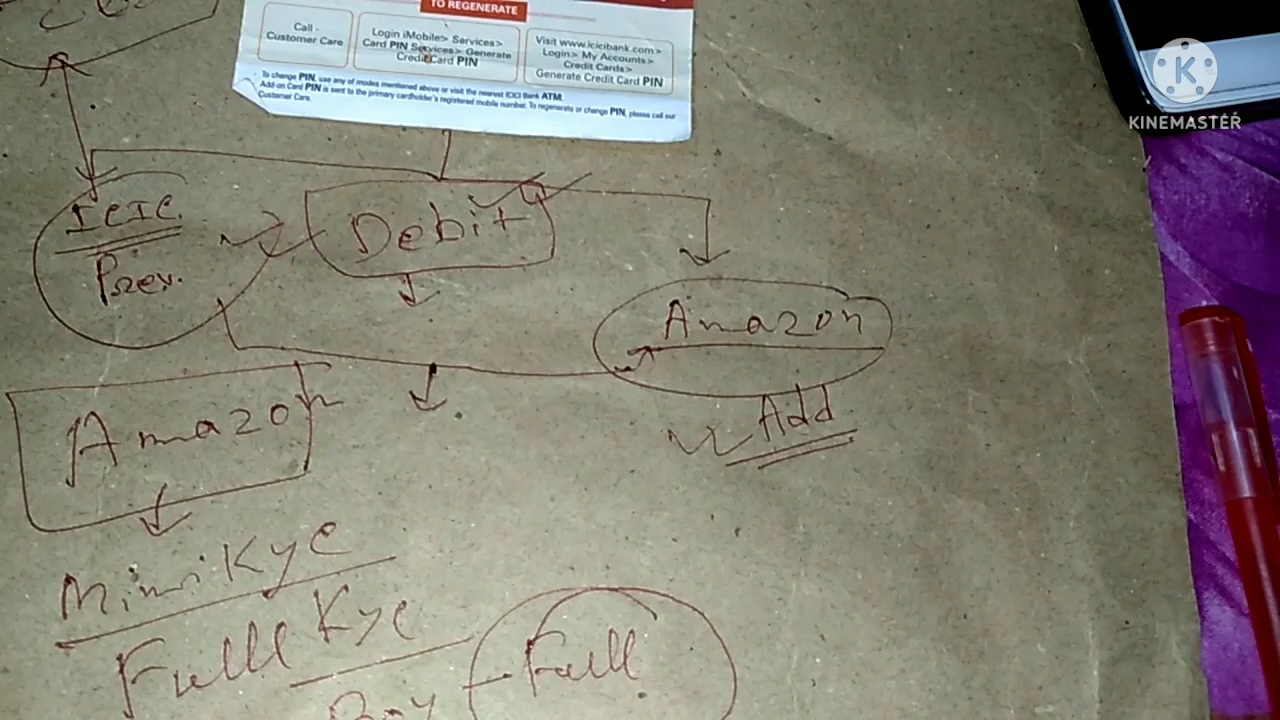 TO REGENERATE
Call -
Customer Care
Login iMobile> Services>
Card PIN Services> Generate
Credit Card PIN
Visit www.icicibank.com>
Login> My Accounts>
Credit Cards>
Generate Credit Card PIN
To change PIN, use any of modes mentioned above or visit the nearest ICICI Bank ATM.
Add-on Card PIN is sent to the primary cardholder's registered mobile number. To regenerate or change PIN, please call our
Customer Care.
K
KINEMASTER
ICIC.
Prev.
Debit
Amazon
Add
Amazon
Mini Kyc
Full Kyc
Full